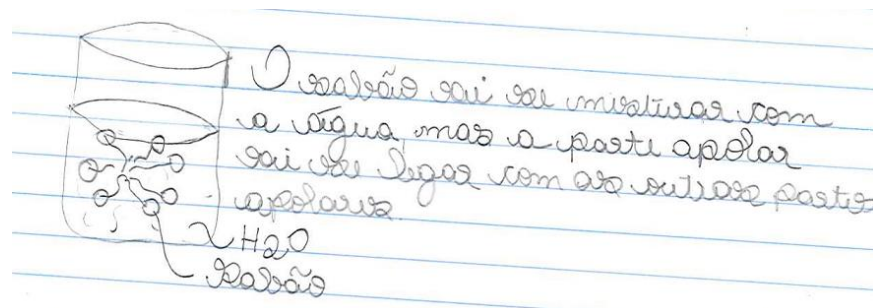 O sabão vai se misturar com
a água mas a parte apolar
vai se ligar com as outras partes
apolares.
H2O
Sabão